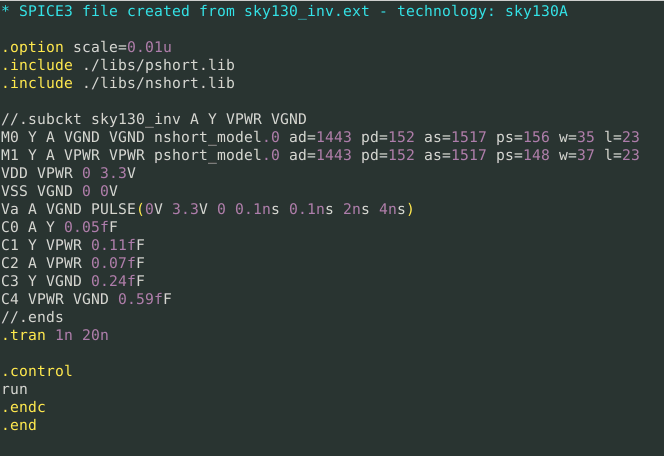 * SPICE3 file created from sky130_inv.ext - technology: sky130A
.option scale=0.01u
.include ./libs/pshort.lib
.include ./libs/nshort.lib
//.subckt sky130_inv A Y VPWR VGND
M0 Y A VGND VGND nshort_model.0 ad=1443 pd=152 as=1517 ps=156 w=35 l=23
M1 Y A VPWR VPWR pshort_model.0 ad=1443 pd=152 as=1517 ps=148 w=37 l=23
VDD VPWR 0 3.3V
VSS VGND 0 0V
Va A VGND PULSE(0V 3.3V 0 0.1ns 0.1ns 2ns 4ns)
C0 A Y 0.05fF
C1 Y VPWR 0.11fF
C2 A VPWR 0.07fF
C3 Y VGND 0.24fF
C4 VPWR VGND 0.59fF
//.ends
.tran 1n 20n
.control
run
.endc
.end